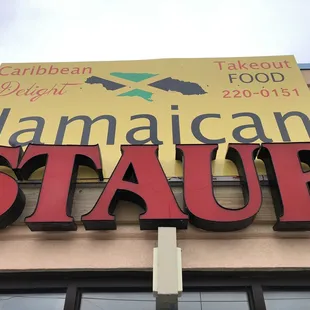 Caribbean Takeout
Delight FOOD
220-0151
Jamaican
STAUR